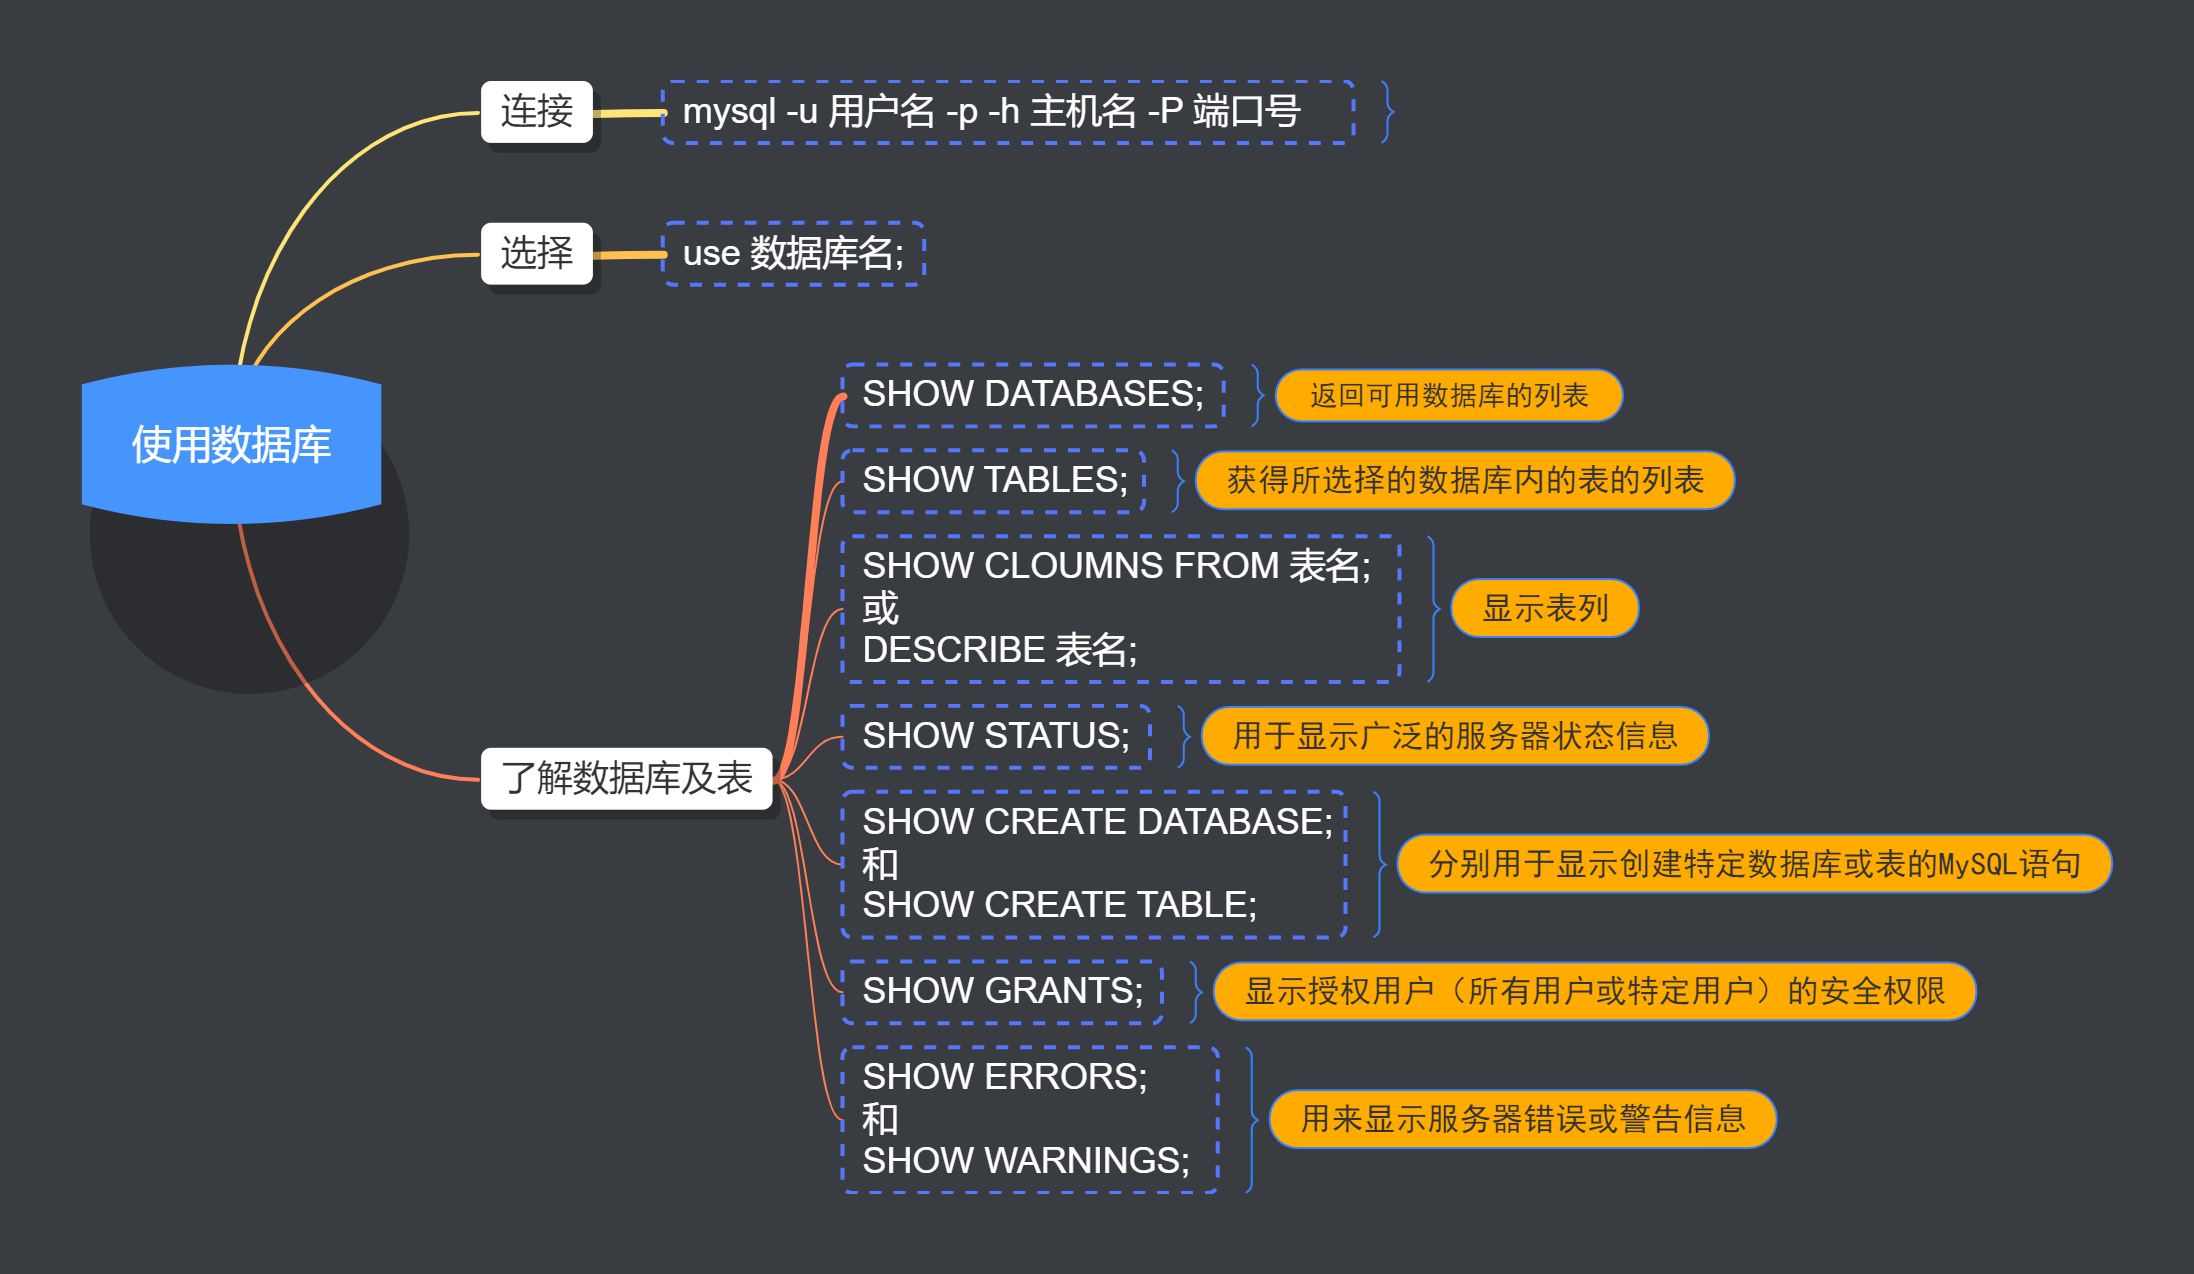 连接
mysql -u 用户名 -p -h 主机名 -P 端口号
选择
use 数据库名;
使用数据库
了解数据库及表
SHOW DATABASES;
返回可用数据库的列表
SHOW TABLES;
获得所选择的数据库内的表的列表
SHOW CLOUMNS FROM 表名;
或
DESCRIBE 表名;
显示表列
SHOW STATUS;
用于显示广泛的服务器状态信息
SHOW CREATE DATABASE;
和
SHOW CREATE TABLE;
分别用于显示创建特定数据库或表的MySQL语句
SHOW GRANTS;
显示授权用户（所有用户或特定用户）的安全权限
SHOW ERRORS;
和
SHOW WARNINGS;
用来显示服务器错误或警告信息